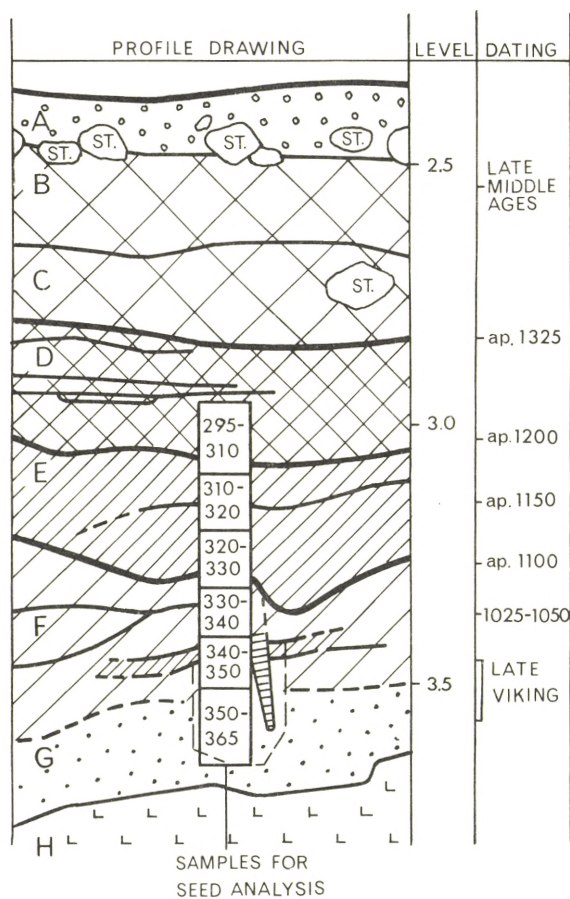 PROFILE DRAWING
LEVEL
DATING
A
ST.
ST.
ST.
ST.
B
2.5
LATE
MIDDLE
AGES
C
ST.
D
ap. 1325
295-
310
3.0
ap. 1200
E
310-
320
ap. 1150
320-
330
ap. 1100
330-
340
1025-1050
F
340-
350
LATE
VIKING
3.5
350-
365
G
H
SAMPLES FOR
SEED ANALYSIS